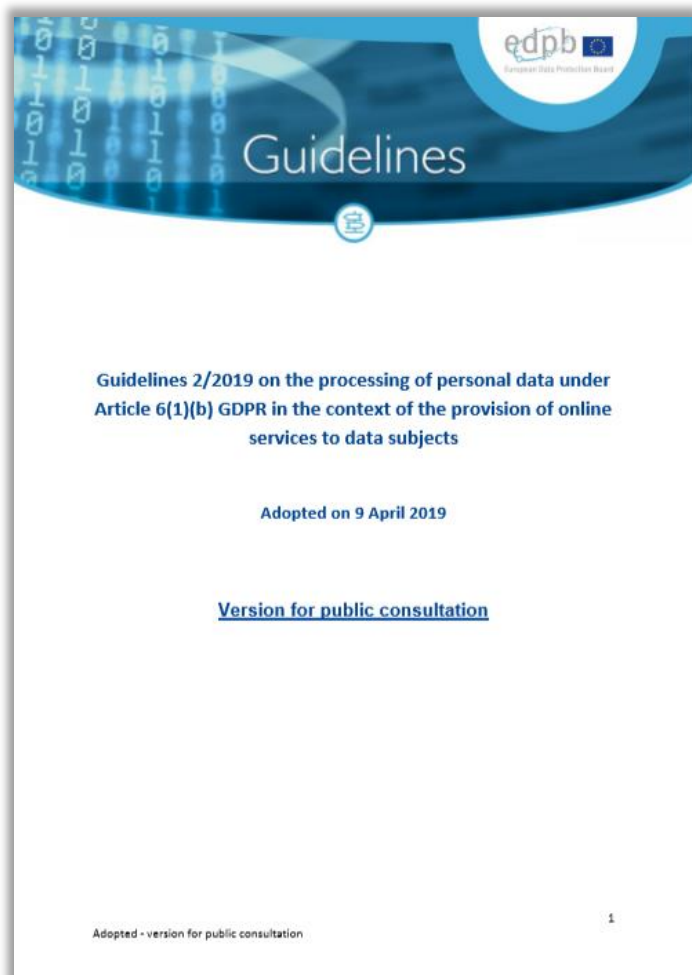 edpb
European Data Protection Board
Guidelines
Guidelines 2/2019 on the processing of personal data under
Article 6(1)(b) GDPR in the context of the provision of online
services to data subjects
Adopted on 9 April 2019
Version for public consultation
1
Adopted - version for public consultation